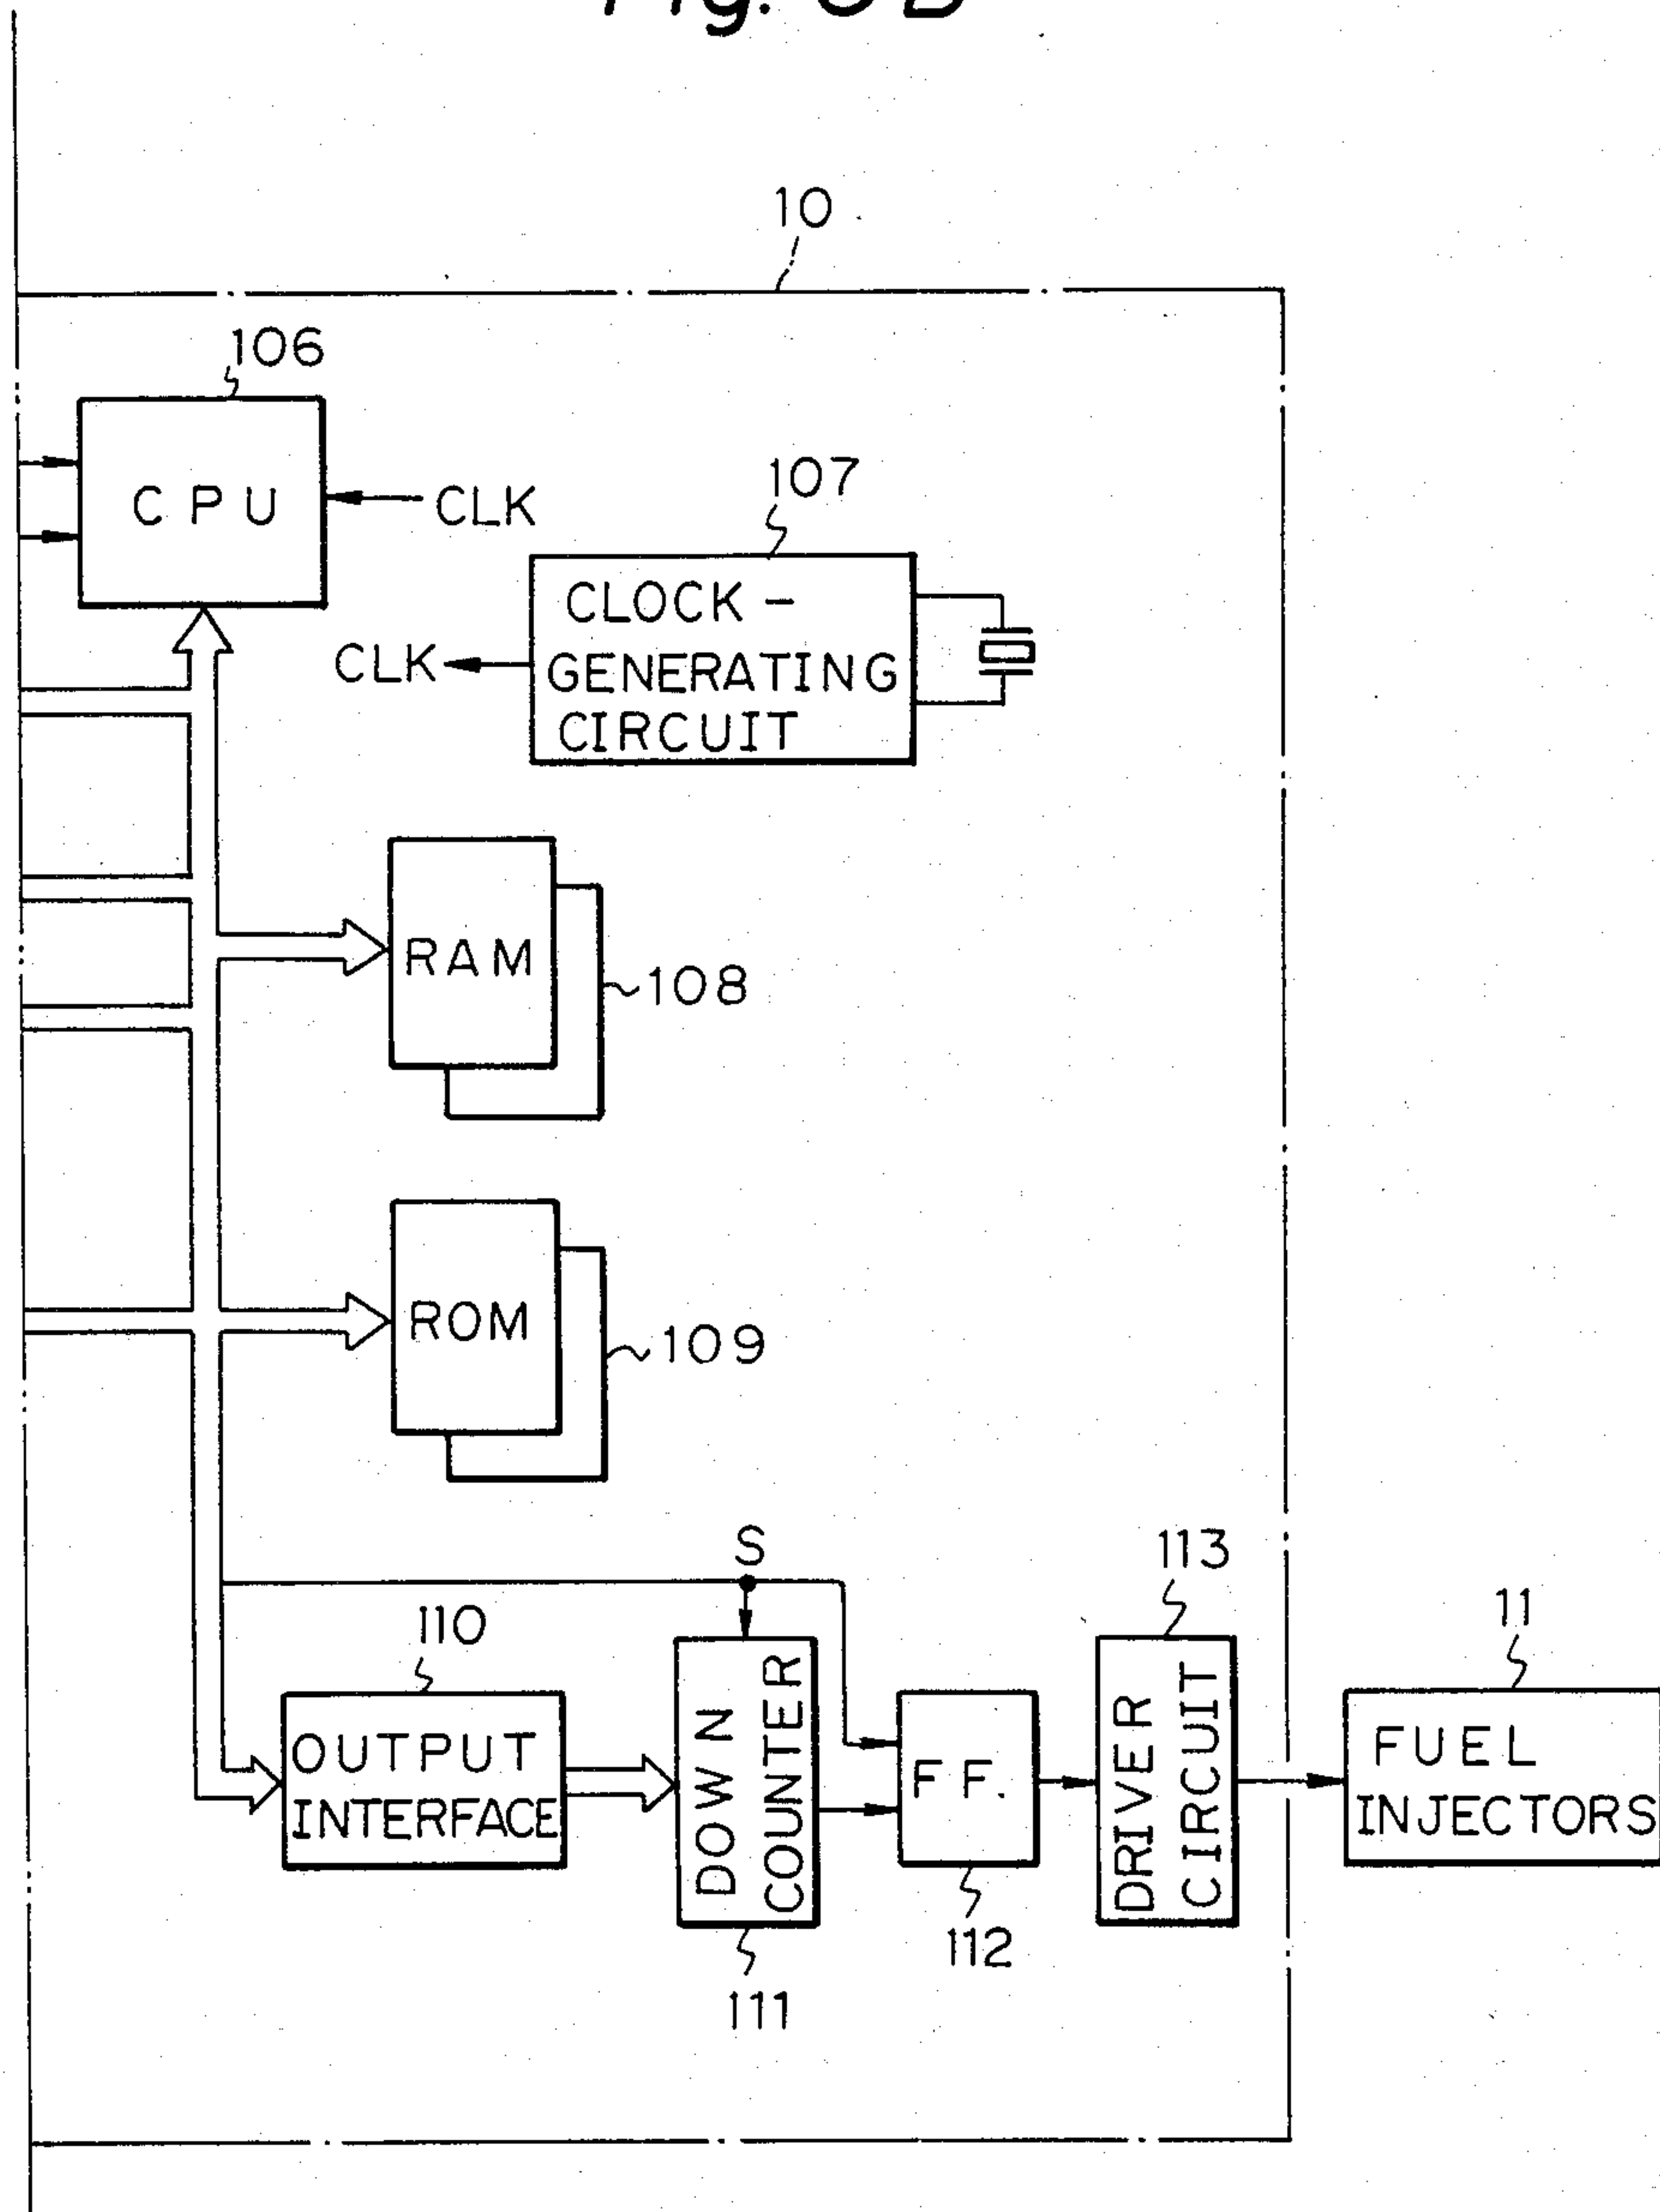 10
106
CPU
CLK
107
CLOCK-
GENERATING
CIRCUIT
CLK
RAM
108
ROM
109
S
110
OUTPUT
INTERFACE
DOWN
COUNTER
111
F F.
112
113
DRIVER
CIRCUIT
11
FUEL
INJECTORS